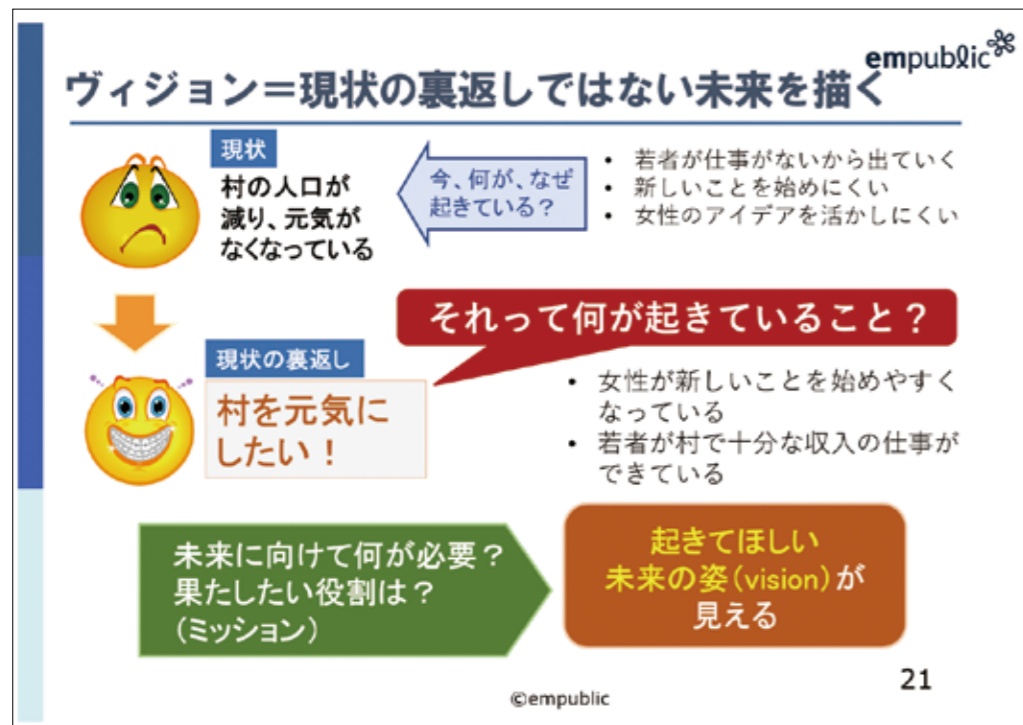 empublic
ヴィジョン＝現状の裏返しではない未来を描く
現状
村の人口が
減り、元気が
なくなっている
今、何が、なぜ
起きている？
• 若者が仕事がないから出ていく
• 新しいことを始めにくい
• 女性のアイデアを活かしにくい
それって何が起きていること？
現状の裏返し
村を元気に
したい！
• 女性が新しいことを始めやすく
なっている
• 若者が村で十分な収入の仕事が
できている
未来に向けて何が必要？
果たしたい役割は？
（ミッション）
起きてほしい
未来の姿（vision）が
見える
©empublic
21